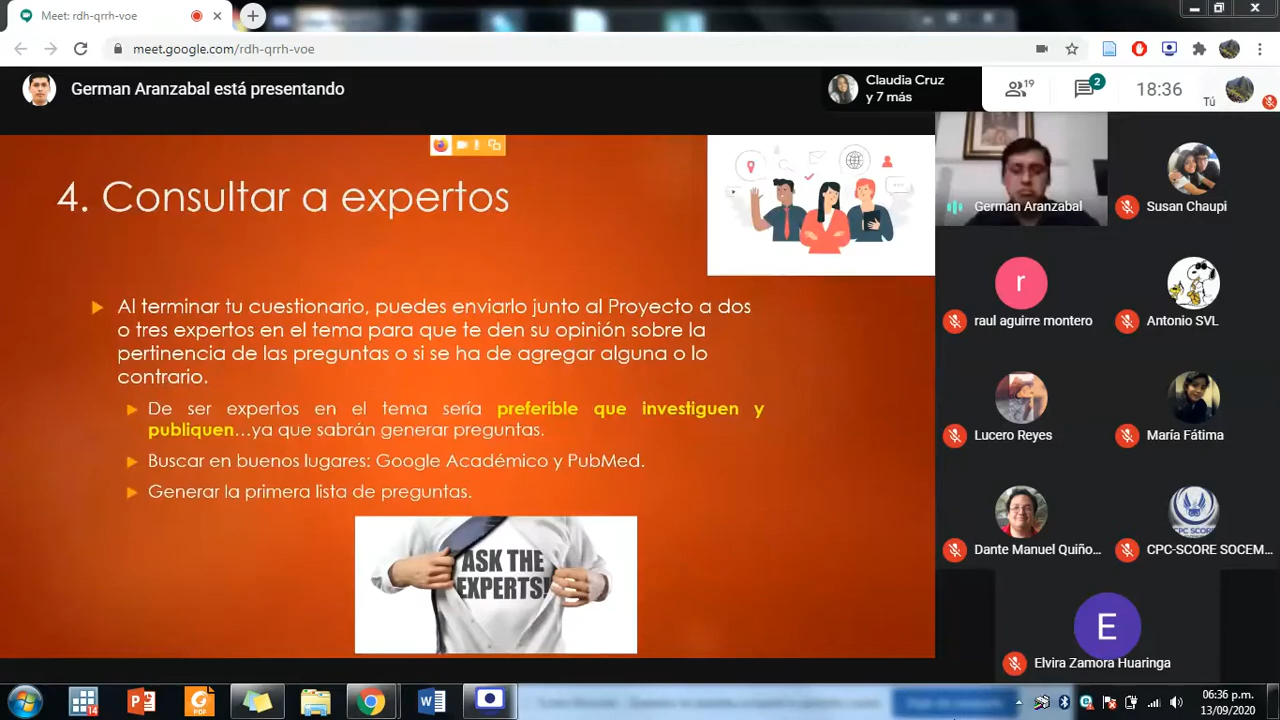 Meet: rdh-qrrh-voe
meet.google.com/rdh-qrrh-voe
German Aranzabal está presentando
Claudia Cruz
y 7 más
19
2
18:36
Tú
4. Consultar a expertos
Al terminar tu cuestionario, puedes enviarlo junto al Proyecto a dos
o tres expertos en el tema para que te den su opinión sobre la
pertinencia de las preguntas o si se ha de agregar alguna o lo
contrario.
De ser expertos en el tema sería preferible que investiguen y
publiquen...ya que sabrán generar preguntas.
Buscar en buenos lugares: Google Académico y PubMed.
Generar la primera lista de preguntas.
ASK THE
EXPERTS!
German Aranzabal
Susan Chaupi
r
raul aguirre montero
Antonio SVL
Lucero Reyes
María Fátima
Dante Manuel Quiño...
CPC SCORE
CPC-SCORE SOCEM...
E
Elvira Zamora Huaringa
14
PDF
06:36 p.m.
13/09/2020